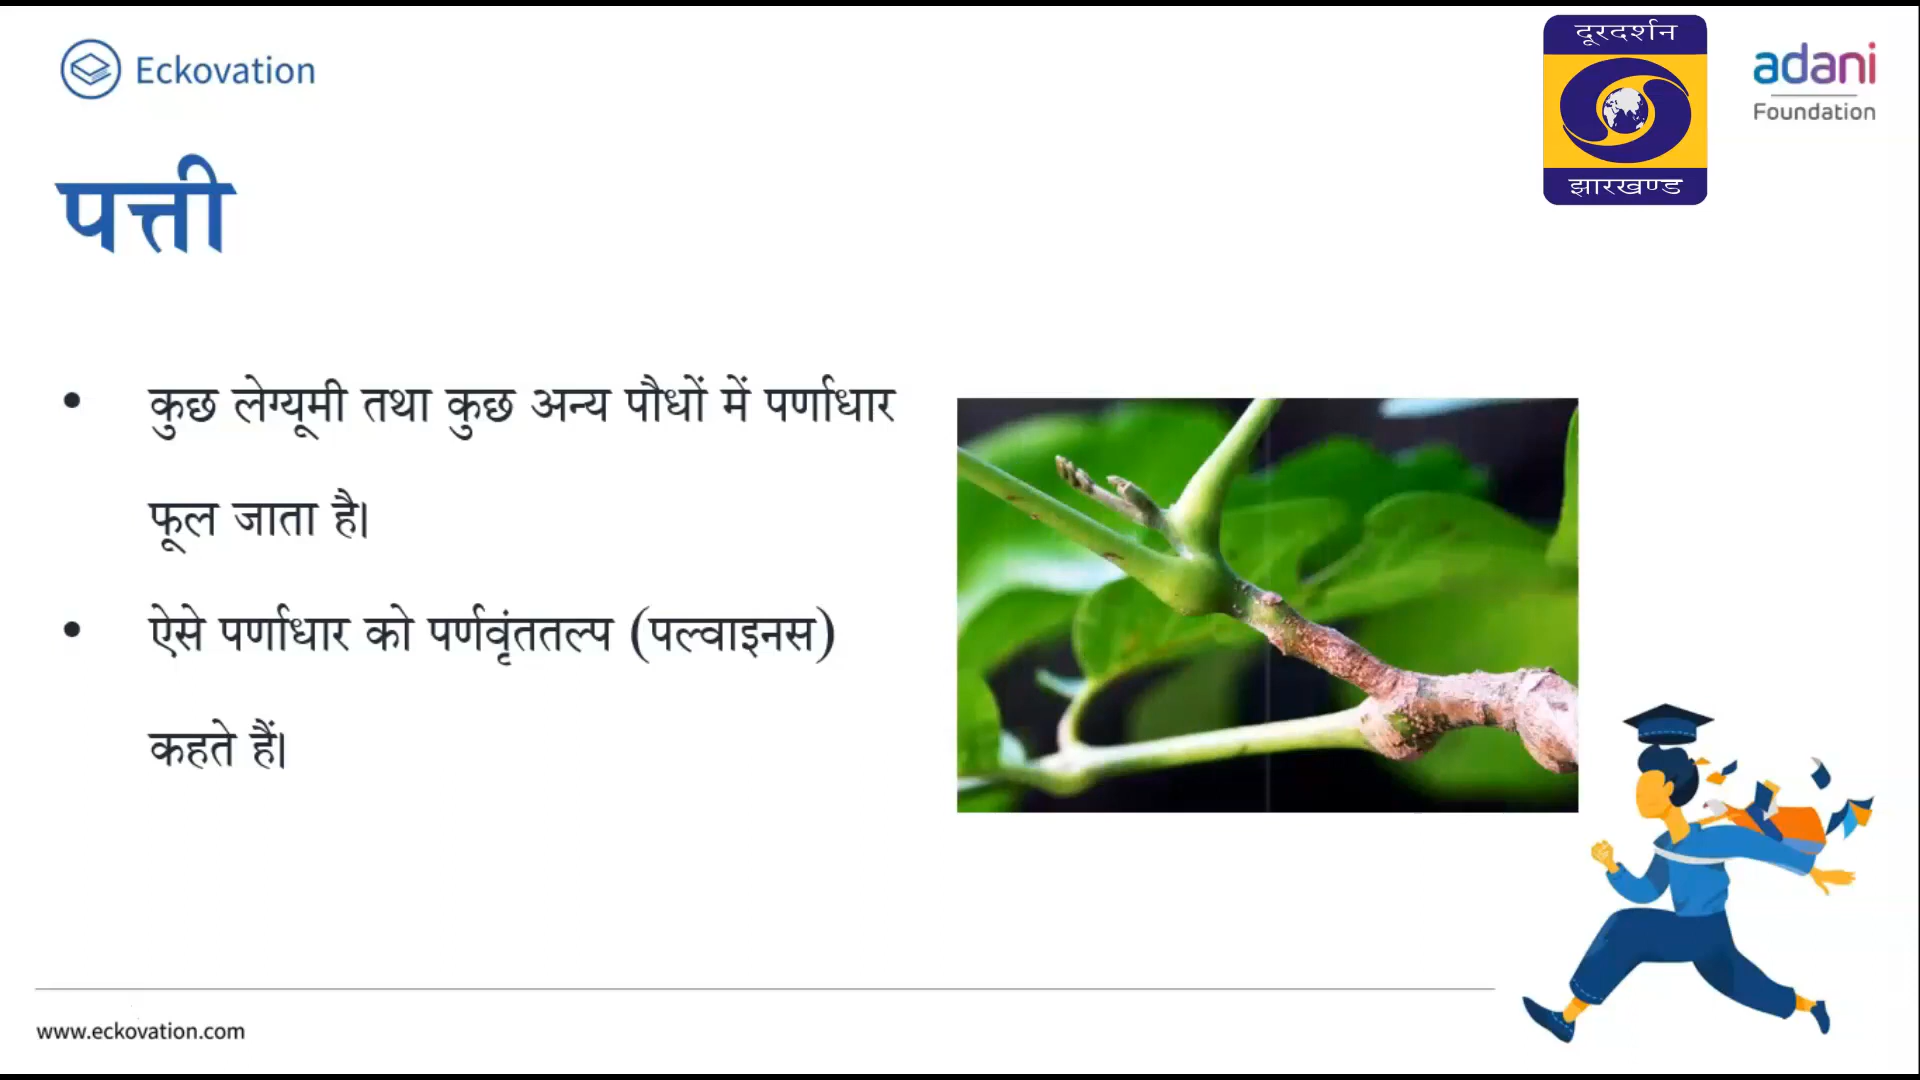 Eckovation
दूरदर्शन
झारखण्ड
adani
Foundation
पत्ती
• कुछ लेग्यूमी तथा कुछ अन्य पौधों में पर्णाधार
फूल जाता है।
• ऐसे पर्णाधार को पर्णवृंततल्प (पल्वाइनस)
कहते हैं।
www.eckovation.com